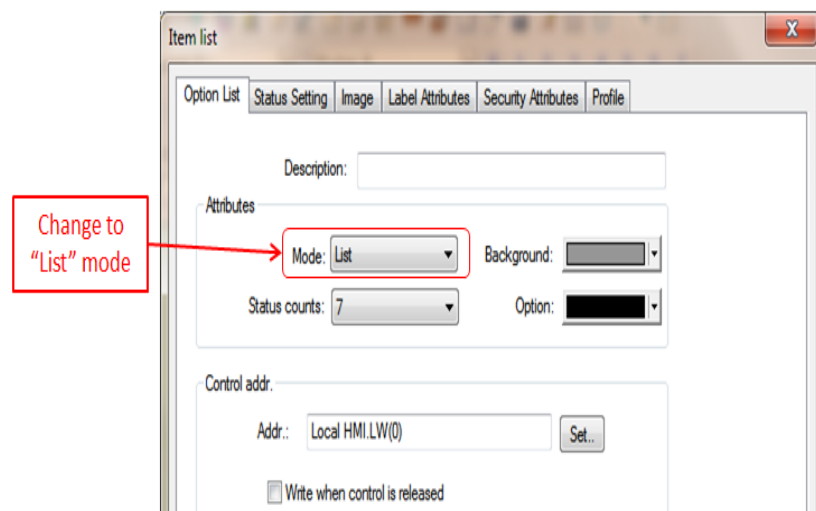 Item list
X
Option List Status Setting Image Label Attributes Security Attributes Profile
Description:
Attributes
Change to
"List" mode
Mode: List Background:
Status counts: 7 Option:
Control addr.
Addr.: Local HMI.LW(0) Set..
Write when control is released